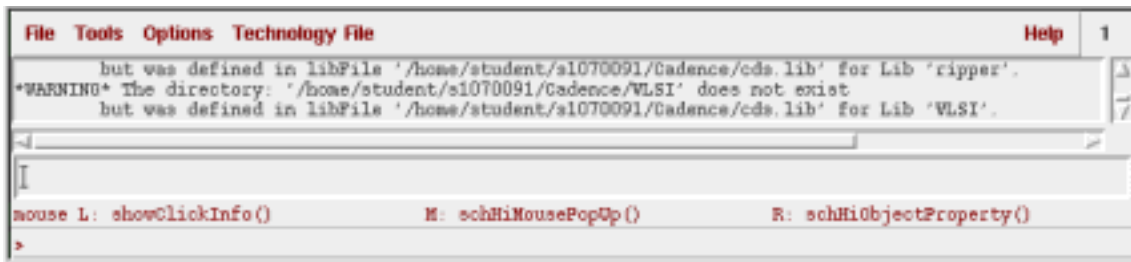 File Tools Options Technology File Help 1
but was defined in libFile '/home/student/s1070091/Cadence/cds.lib' for Lib 'ripper'.
*WARNING* The directory: '/home/student/s1070091/Cadence/VLSI' does not exist
but was defined in libFile '/home/student/s1070091/Cadence/cds.lib' for Lib 'VLSI'.
mouse L: showClickInfo() M: schHiMousePopUp() R: schHiObjectProperty()
>